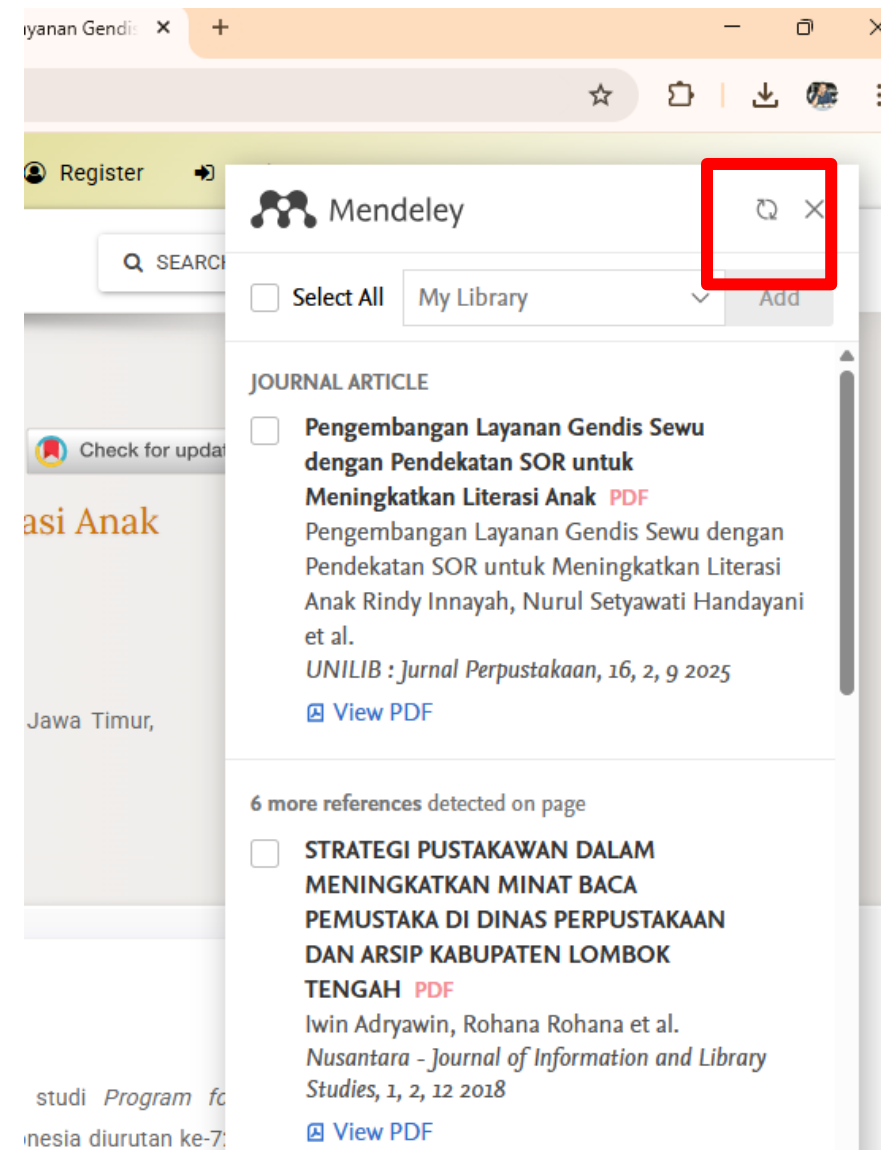 Layanan Gendis
Register
Mendeley
SEARCH
Select All My Library Add
JOURNAL ARTICLE
Check for updat
Pengembangan Layanan Gendis Sewu
dengan Pendekatan SOR untuk
Meningkatkan Literasi Anak PDF
asi Anak
Pengembangan Layanan Gendis Sewu dengan
Pendekatan SOR untuk Meningkatkan Literasi
Anak Rindy Innayah, Nurul Setyawati Handayani
et al.
UNILIB : Jurnal Perpustakaan, 16, 2, 9 2025
View PDF
Jawa Timur,
6 more references detected on page
STRATEGI PUSTAKAWAN DALAM
MENINGKATKAN MINAT BACA
PEMUSTAKA DI DINAS PERPUSTAKAAN
DAN ARSIP KABUPATEN LOMBOK
TENGAH PDF
Iwin Adryawin, Rohana Rohana et al.
Nusantara - Journal of Information and Library
Studies, 1, 2, 12 2018
View PDF
studi Program fo
onesia diurutan ke-7